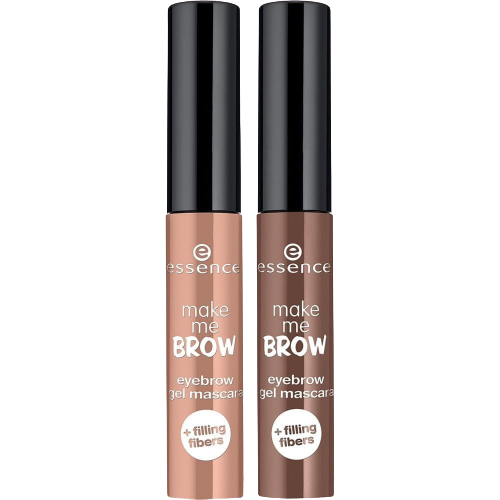 essence
make
me
BROW
eyebrow
gel mascara
+ filling
fibers
essence
make
me
BROW
eyebrow
gel mascara
+ filling
fibers